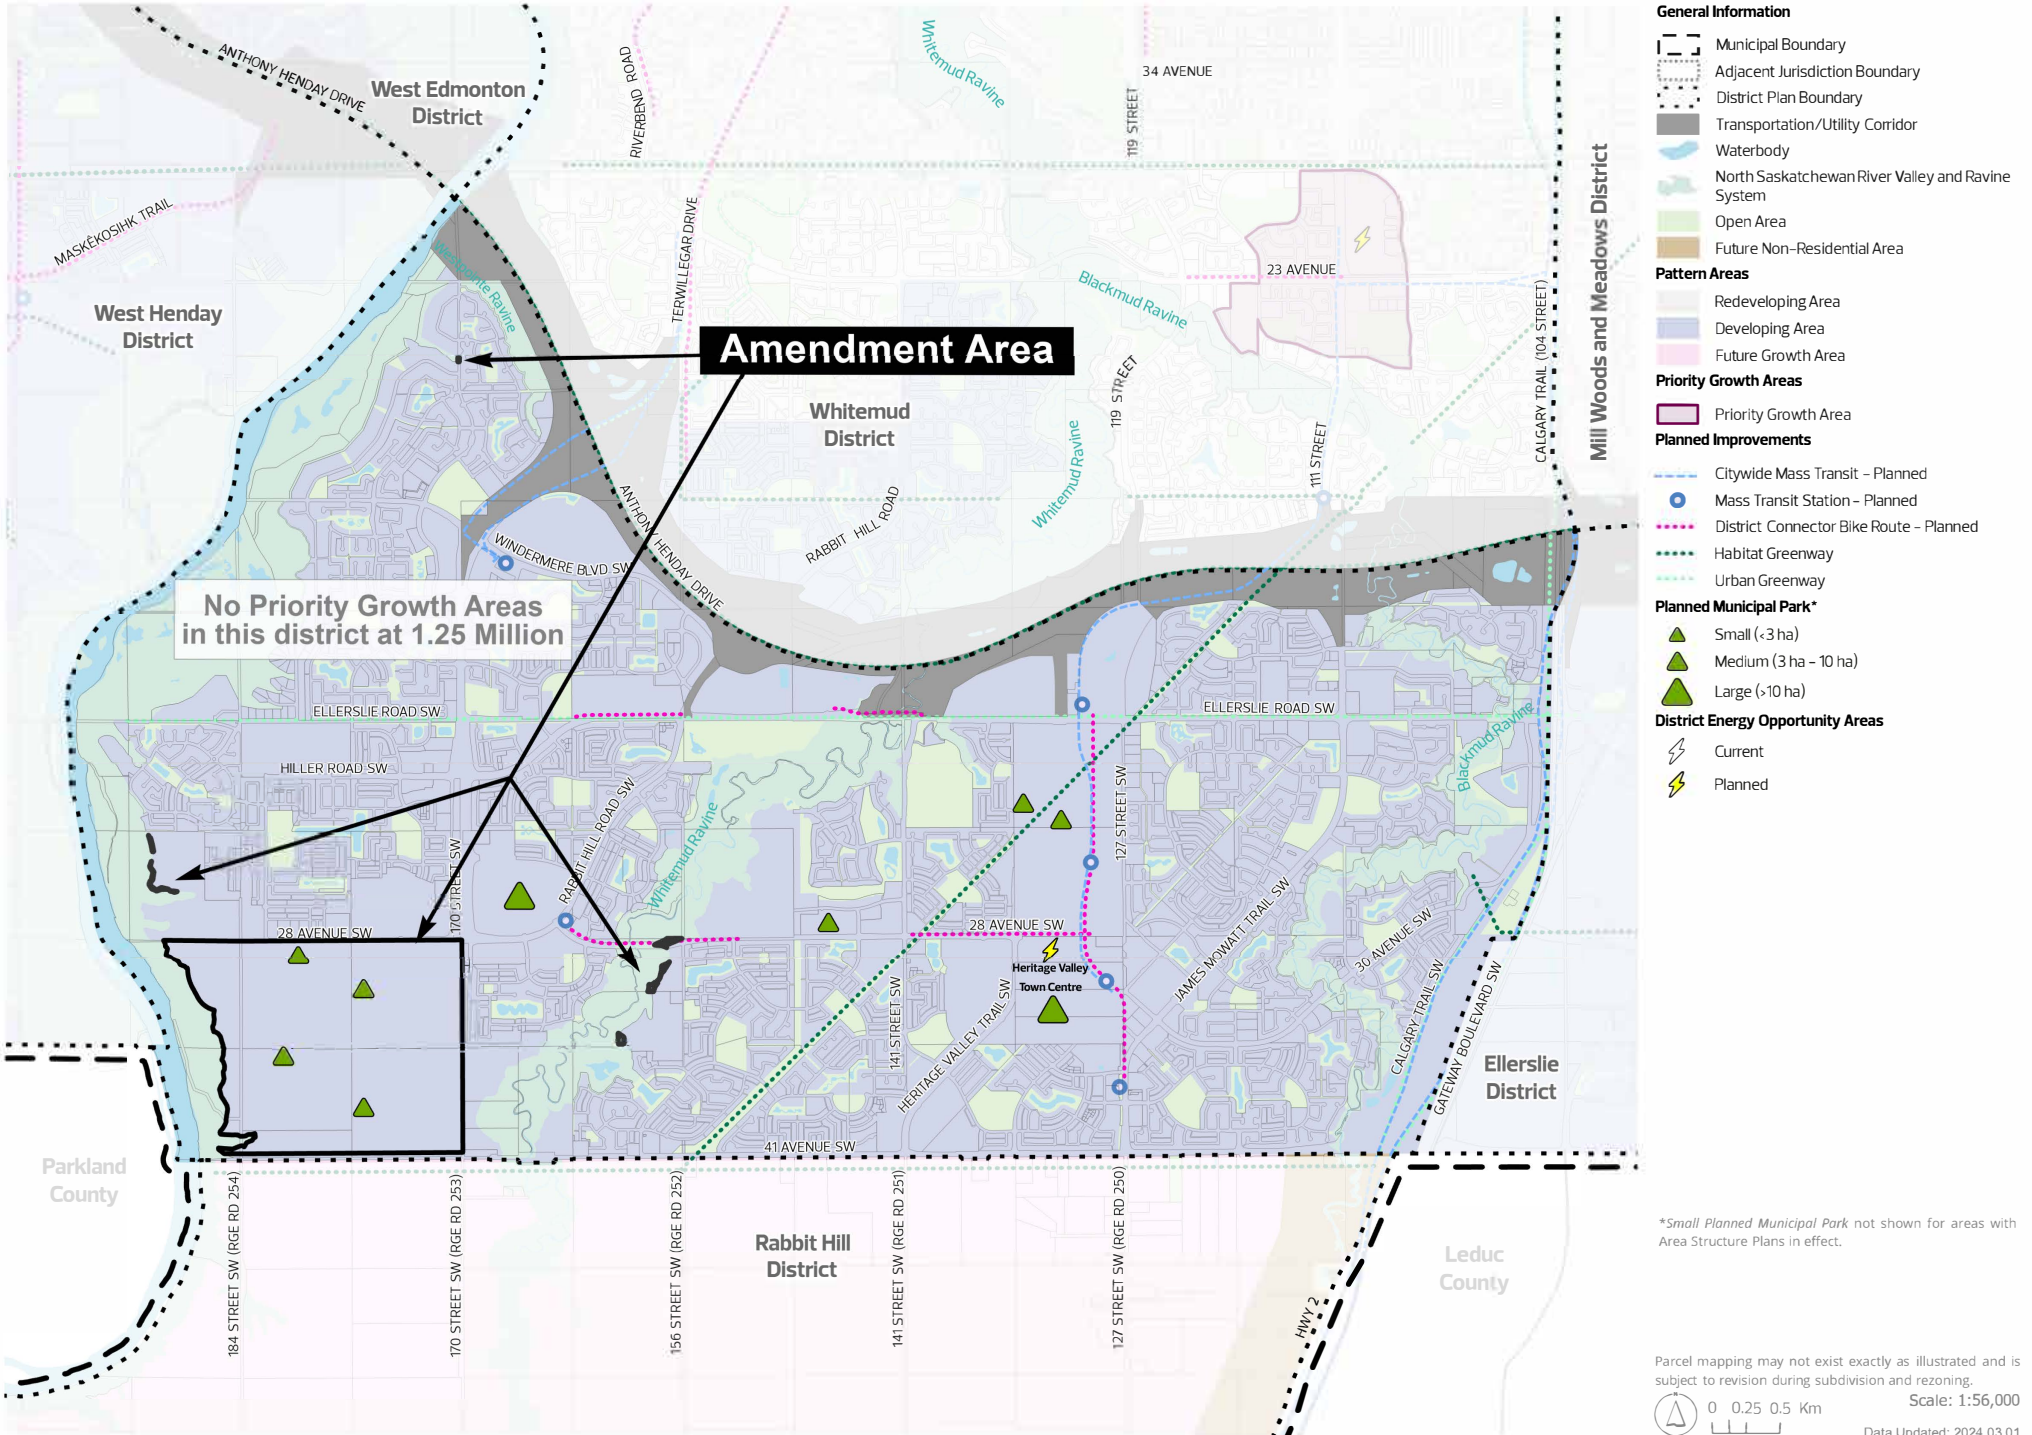 ANTHONY HENDAY DRIVE
West Edmonton
District
RIVERBEND ROAD
Whitemud Ravine
34 AVENUE
119 STREET
MASKÊKOSIHK TRAIL
West Henday
District
Westpointe Ravine
TERWILLEGAR DRIVE
23 AVENUE
Blackmud Ravine
Mill Woods and Meadows District
CALGARY TRAIL (104 STREET)
Amendment Area
Whitemud
District
119 STREET
Whitemud Ravine
111 STREET
RABBIT HILL ROAD
ANTHONY HENDAY DRIVE
WINDERMERE BLVD SW
No Priority Growth Areas
in this district at 1.25 Million
ELLERSLIE ROAD SW
ELLERSLIE ROAD SW
Blackmud Ravine
HILLER ROAD SW
RABBIT HILL ROAD SW
Whitemud Ravine
127 STREET SW
170 STREET SW
28 AVENUE SW
28 AVENUE SW
Heritage Valley
Town Centre
JAMES MOWATT TRAIL SW
30 AVENUE SW
141 STREET SW
HERITAGE VALLEY TRAIL SW
CALGARY TRAIL SW
GATEWAY BOULEVARD SW
Ellerslie
District
41 AVENUE SW
Parkland
County
184 STREET SW (RGE RD 254)
170 STREET SW (RGE RD 253)
156 STREET SW (RGE RD 252)
141 STREET SW (RGE RD 251)
127 STREET SW (RGE RD 250)
Rabbit Hill
District
HWY 2
Leduc
County
General Information
Municipal Boundary
Adjacent Jurisdiction Boundary
District Plan Boundary
Transportation/Utility Corridor
Waterbody
North Saskatchewan River Valley and Ravine
System
Open Area
Future Non-Residential Area
Pattern Areas
Redeveloping Area
Developing Area
Future Growth Area
Priority Growth Areas
Priority Growth Area
Planned Improvements
Citywide Mass Transit - Planned
Mass Transit Station - Planned
District Connector Bike Route - Planned
Habitat Greenway
Urban Greenway
Planned Municipal Park*
Small (<3 ha)
Medium (3 ha - 10 ha)
Large (>10 ha)
District Energy Opportunity Areas
Current
Planned
*Small Planned Municipal Park not shown for areas with
Area Structure Plans in effect.
Parcel mapping may not exist exactly as illustrated and is
subject to revision during subdivision and rezoning.
Scale: 1:56,000
0 0.25 0.5 Km
Data Updated: 2024.03.01